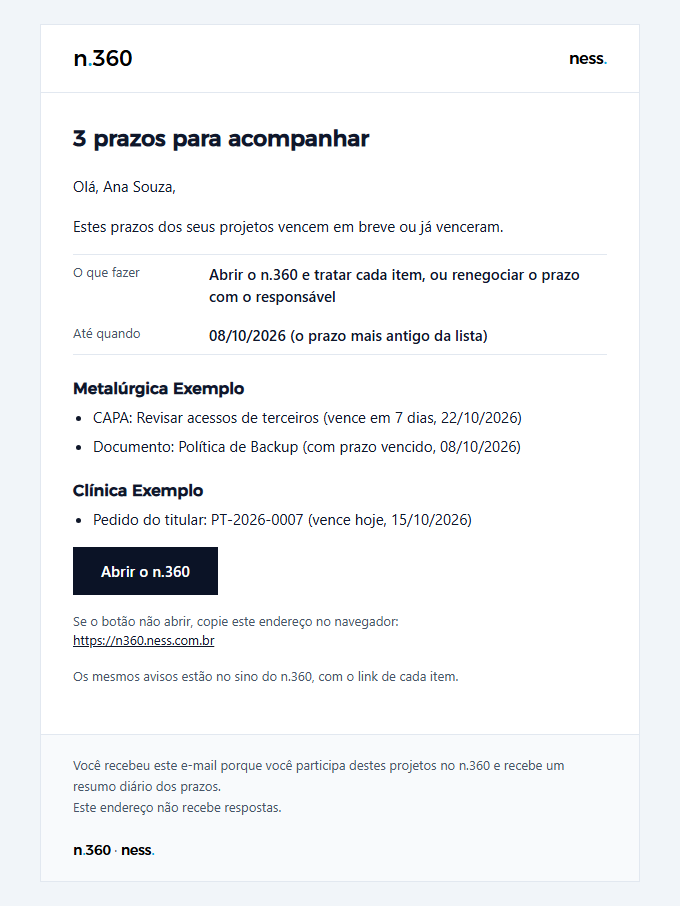 n.360
ness.
3 prazos para acompanhar
Olá, Ana Souza,
Estes prazos dos seus projetos vencem em breve ou já venceram.
O que fazer
Abrir o n.360 e tratar cada item, ou renegociar o prazo
com o responsável
Até quando
08/10/2026 (o prazo mais antigo da lista)
Metalúrgica Exemplo
• CAPA: Revisar acessos de terceiros (vence em 7 dias, 22/10/2026)
• Documento: Política de Backup (com prazo vencido, 08/10/2026)
Clínica Exemplo
• Pedido do titular: PT-2026-0007 (vence hoje, 15/10/2026)
Abrir o n.360
Se o botão não abrir, copie este endereço no navegador:
https://n360.ness.com.br
Os mesmos avisos estão no sino do n.360, com o link de cada item.
Você recebeu este e-mail porque você participa destes projetos no n.360 e recebe um
resumo diário dos prazos.
Este endereço não recebe respostas.
n.360 · ness.